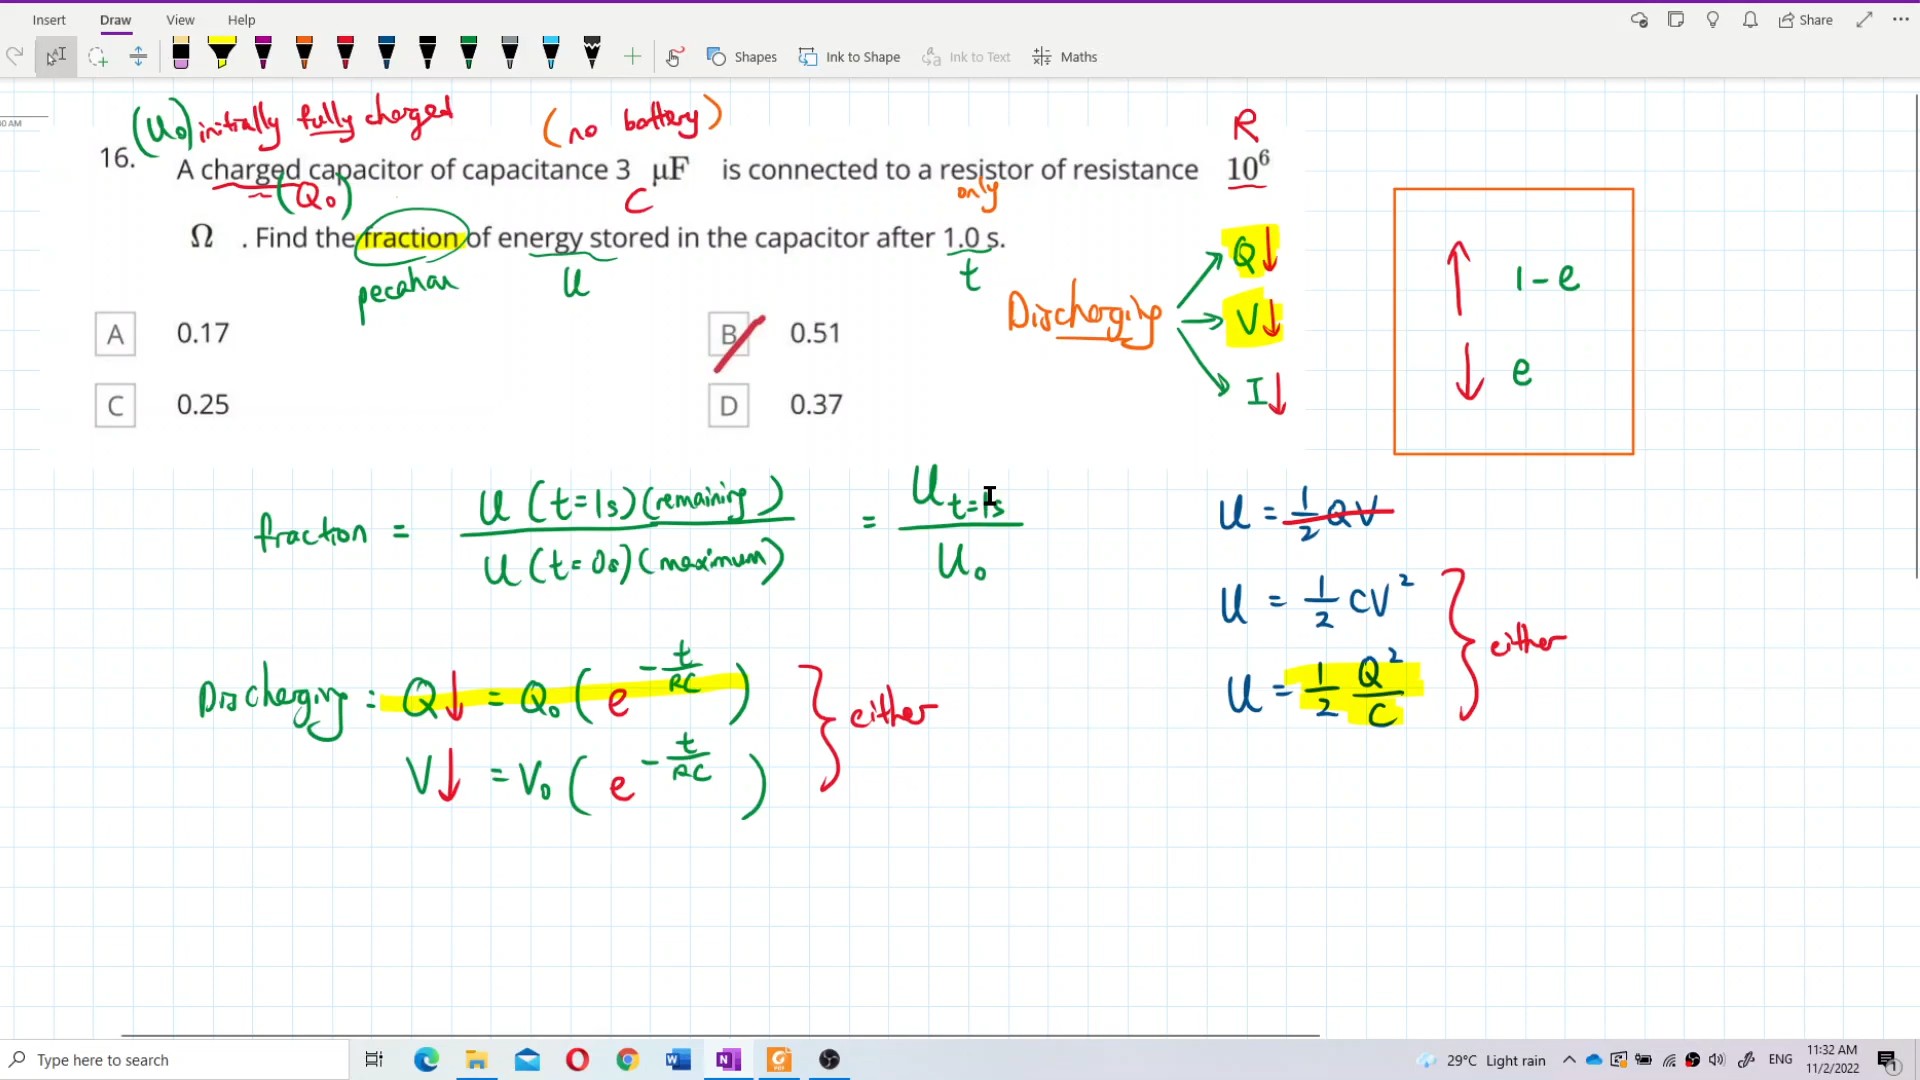 Insert Draw View Help
Share
Shapes Ink to Shape Ink to Text Maths
0 AM
(U₀) initially fully charged (no battery) R
16. A charged capacitor of capacitance 3 μF is connected to a resistor of resistance 10⁶
(Q₀) C only
Ω . Find the fraction of energy stored in the capacitor after 1.0 s.
pecahan U t
Discharging Q↓
V↓
I↓
↑ 1-e
↓ e
A 0.17 B 0.51
C 0.25 D 0.37
fraction = U (t=1s) (remaining) / U (t=0s) (maximum) = U t=1s / U₀
U = 1/2 QV
U = 1/2 CV²
U = 1/2 Q²/C
either
Discharging : Q↓ = Q₀ ( e^-t/RC )
V↓ = V₀ ( e^-t/RC )
either
Type here to search
29°C Light rain ENG 11:32 AM
11/2/2022
1